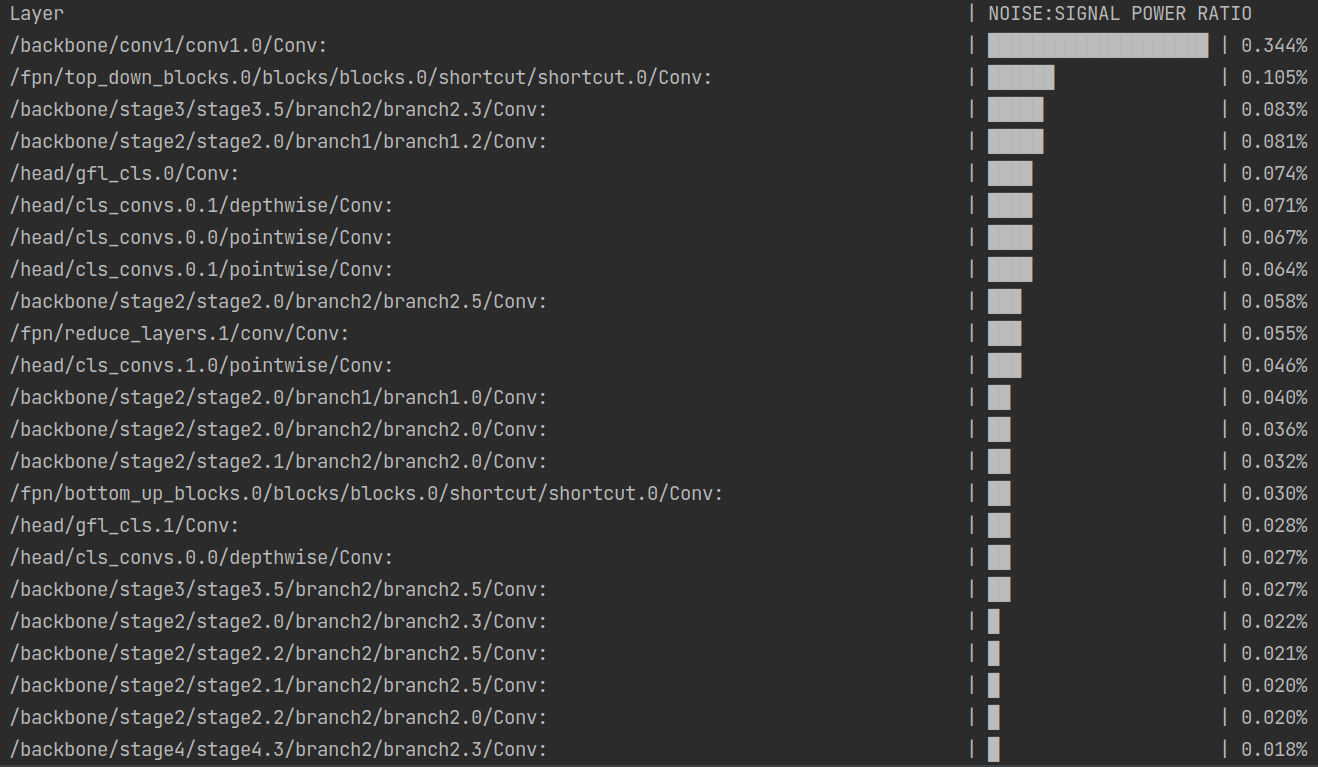 Layer | NOISE:SIGNAL POWER RATIO
/backbone/conv1/conv1.0/Conv: | ████████████████████ | 0.344%
/fpn/top_down_blocks.0/blocks/blocks.0/shortcut/shortcut.0/Conv: | ██████ | 0.105%
/backbone/stage3/stage3.5/branch2/branch2.3/Conv: | █████ | 0.083%
/backbone/stage2/stage2.0/branch1/branch1.2/Conv: | █████ | 0.081%
/head/gfl_cls.0/Conv: | ████ | 0.074%
/head/cls_convs.0.1/depthwise/Conv: | ████ | 0.071%
/head/cls_convs.0.0/pointwise/Conv: | ████ | 0.067%
/head/cls_convs.0.1/pointwise/Conv: | ████ | 0.064%
/backbone/stage2/stage2.0/branch2/branch2.5/Conv: | ███ | 0.058%
/fpn/reduce_layers.1/conv/Conv: | ███ | 0.055%
/head/cls_convs.1.0/pointwise/Conv: | ███ | 0.046%
/backbone/stage2/stage2.0/branch1/branch1.0/Conv: | ██ | 0.040%
/backbone/stage2/stage2.0/branch2/branch2.0/Conv: | ██ | 0.036%
/backbone/stage2/stage2.1/branch2/branch2.0/Conv: | ██ | 0.032%
/fpn/bottom_up_blocks.0/blocks/blocks.0/shortcut/shortcut.0/Conv: | ██ | 0.030%
/head/gfl_cls.1/Conv: | ██ | 0.028%
/head/cls_convs.0.0/depthwise/Conv: | ██ | 0.027%
/backbone/stage3/stage3.5/branch2/branch2.5/Conv: | ██ | 0.027%
/backbone/stage2/stage2.0/branch2/branch2.3/Conv: | █ | 0.022%
/backbone/stage2/stage2.2/branch2/branch2.5/Conv: | █ | 0.021%
/backbone/stage2/stage2.1/branch2/branch2.5/Conv: | █ | 0.020%
/backbone/stage2/stage2.2/branch2/branch2.0/Conv: | █ | 0.020%
/backbone/stage4/stage4.3/branch2/branch2.3/Conv: | █ | 0.018%